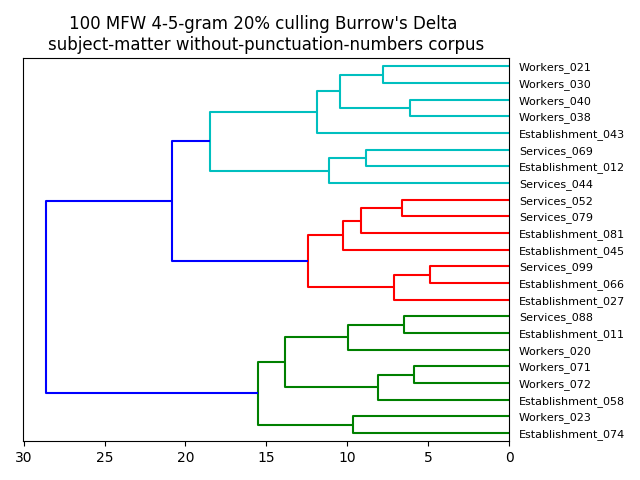 100 MFW 4-5-gram 20% culling Burrow's Delta
subject-matter without-punctuation-numbers corpus
Workers_021
Workers_030
Workers_040
Workers_038
Establishment_043
Services_069
Establishment_012
Services_044
Services_052
Services_079
Establishment_081
Establishment_045
Services_099
Establishment_066
Establishment_027
Services_088
Establishment_011
Workers_020
Workers_071
Workers_072
Establishment_058
Workers_023
Establishment_074
30 25 20 15 10 5 0